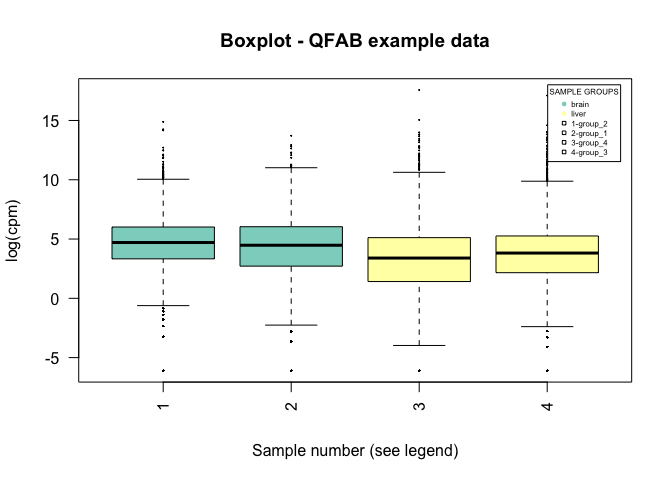 Boxplot - QFAB example data
SAMPLE GROUPS
brain
liver
1-group_2
2-group_1
3-group_4
4-group_3
log(cpm)
15
10
5
0
-5
1 2 3 4
Sample number (see legend)